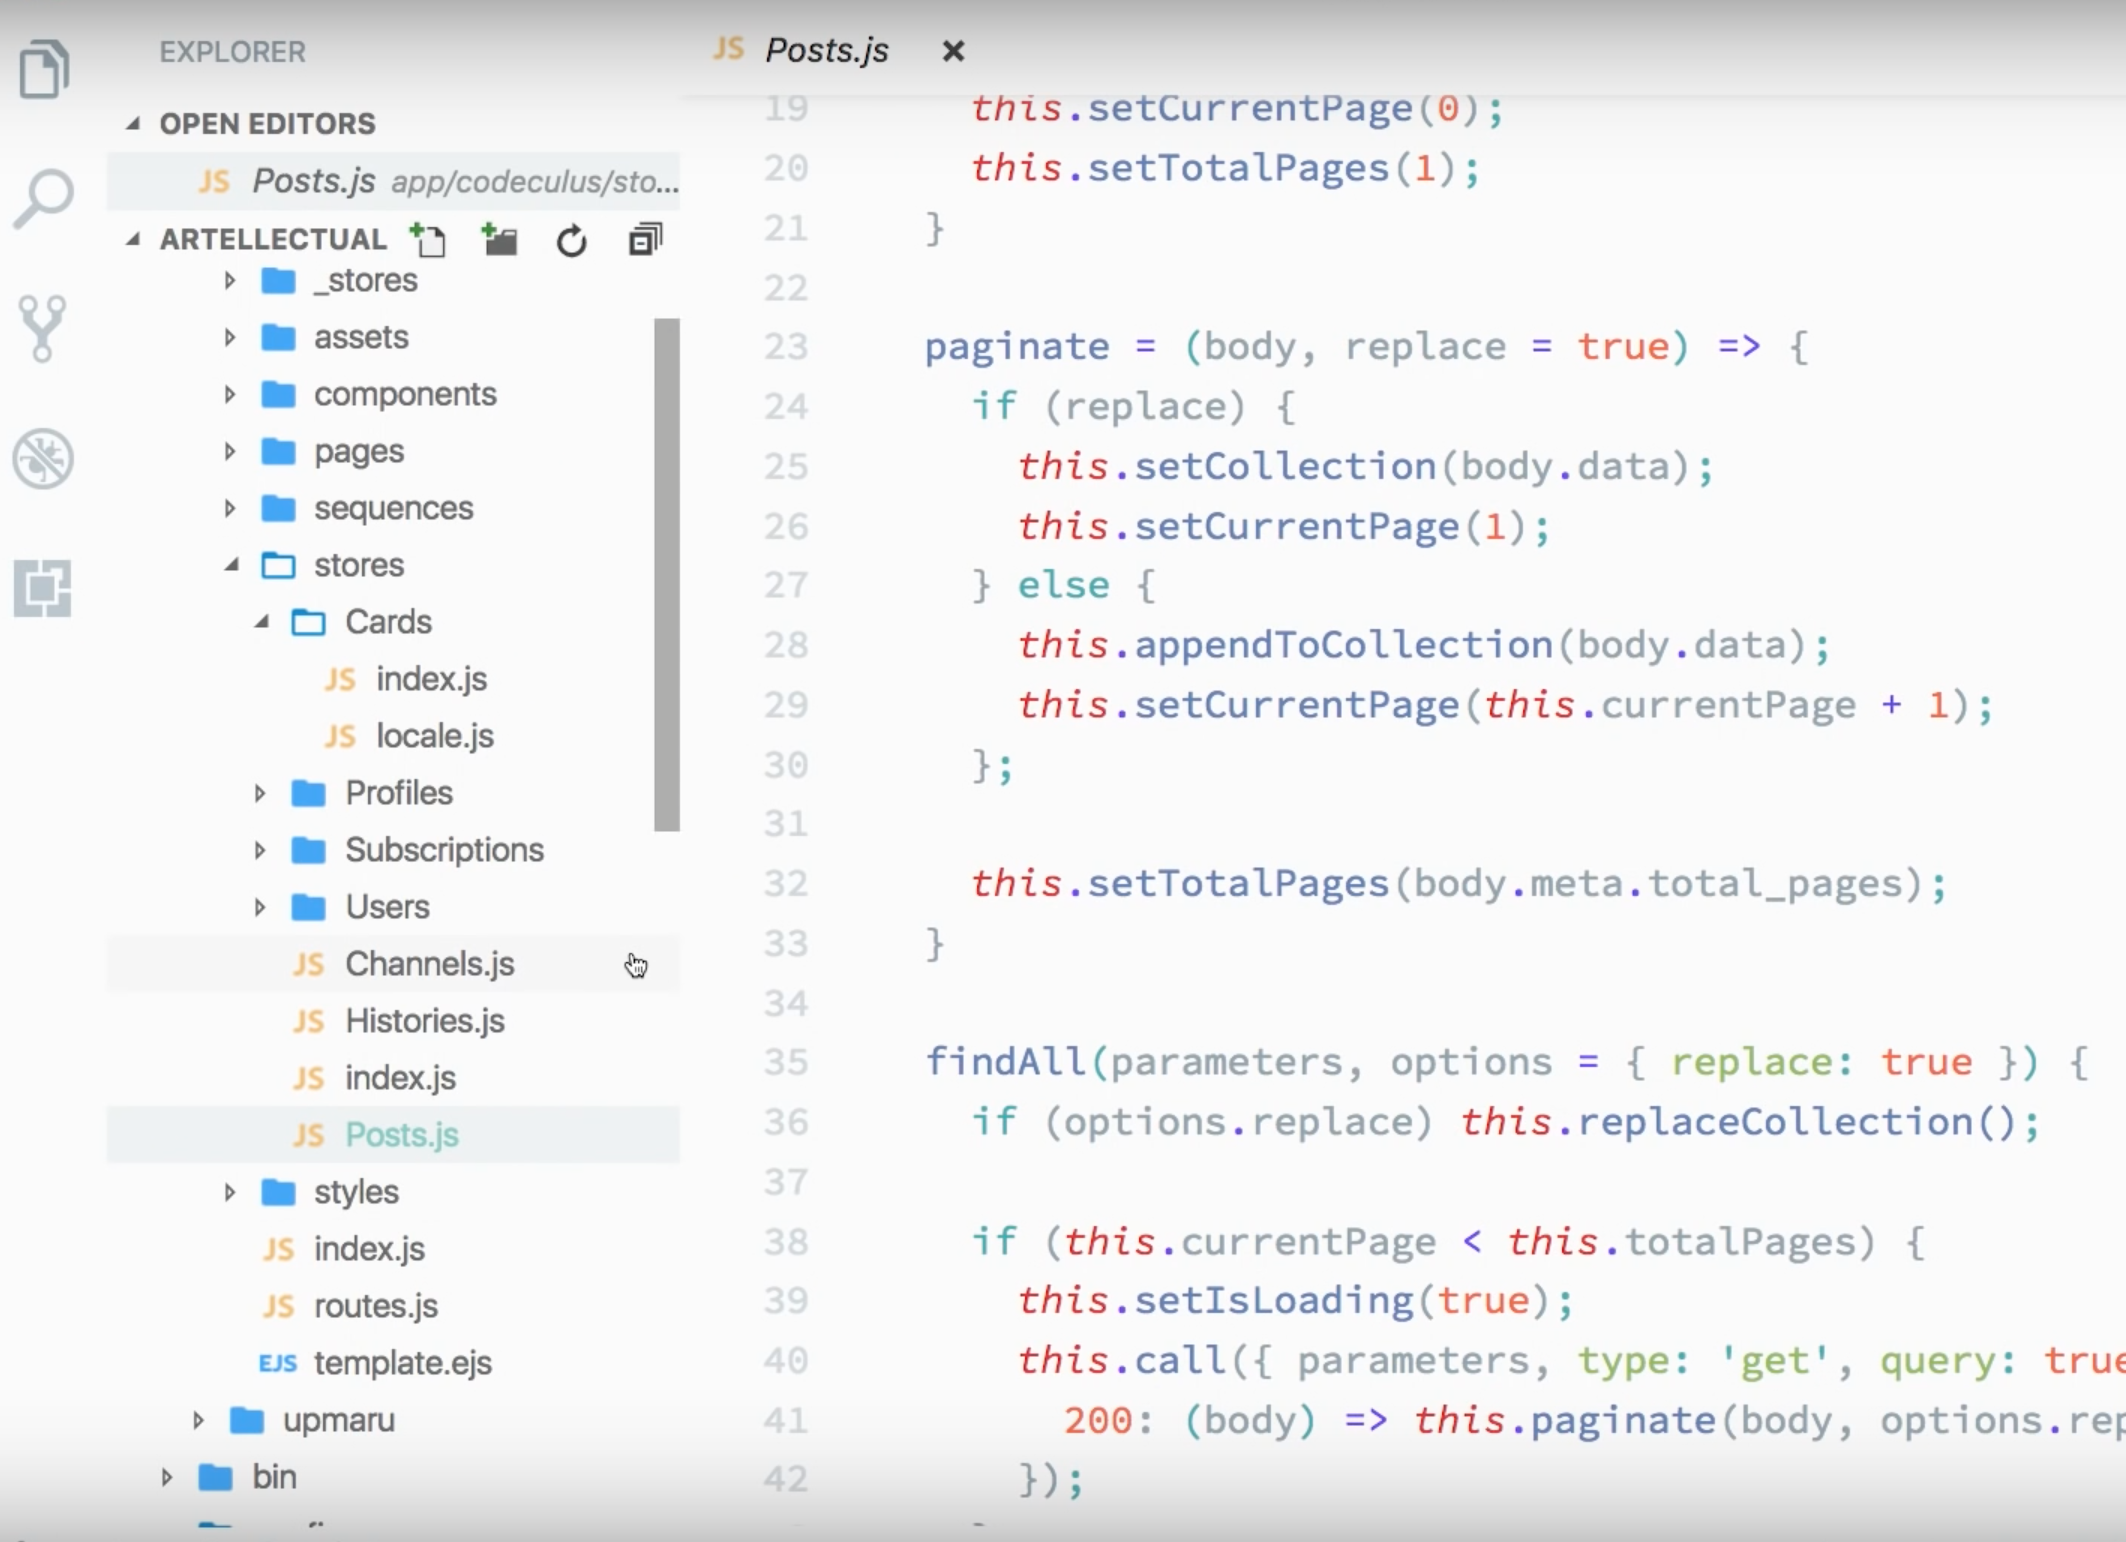 EXPLORER
OPEN EDITORS
JS Posts.js app/codeculus/sto...
ARTELLECTUAL
_stores
assets
components
pages
sequences
stores
Cards
JS index.js
JS locale.js
Profiles
Subscriptions
Users
JS Channels.js
JS Histories.js
JS index.js
JS Posts.js
styles
JS index.js
JS routes.js
EJS template.ejs
upmaru
bin
JS Posts.js ×
19 this.setCurrentPage(0);
20 this.setTotalPages(1);
21 }
22
23 paginate = (body, replace = true) => {
24 if (replace) {
25 this.setCollection(body.data);
26 this.setCurrentPage(1);
27 } else {
28 this.appendToCollection(body.data);
29 this.setCurrentPage(this.currentPage + 1);
30 };
31
32 this.setTotalPages(body.meta.total_pages);
33 }
34
35 findAll(parameters, options = { replace: true }) {
36 if (options.replace) this.replaceCollection();
37
38 if (this.currentPage < this.totalPages) {
39 this.setIsLoading(true);
40 this.call({ parameters, type: 'get', query: true
41 200: (body) => this.paginate(body, options.rep
42 });